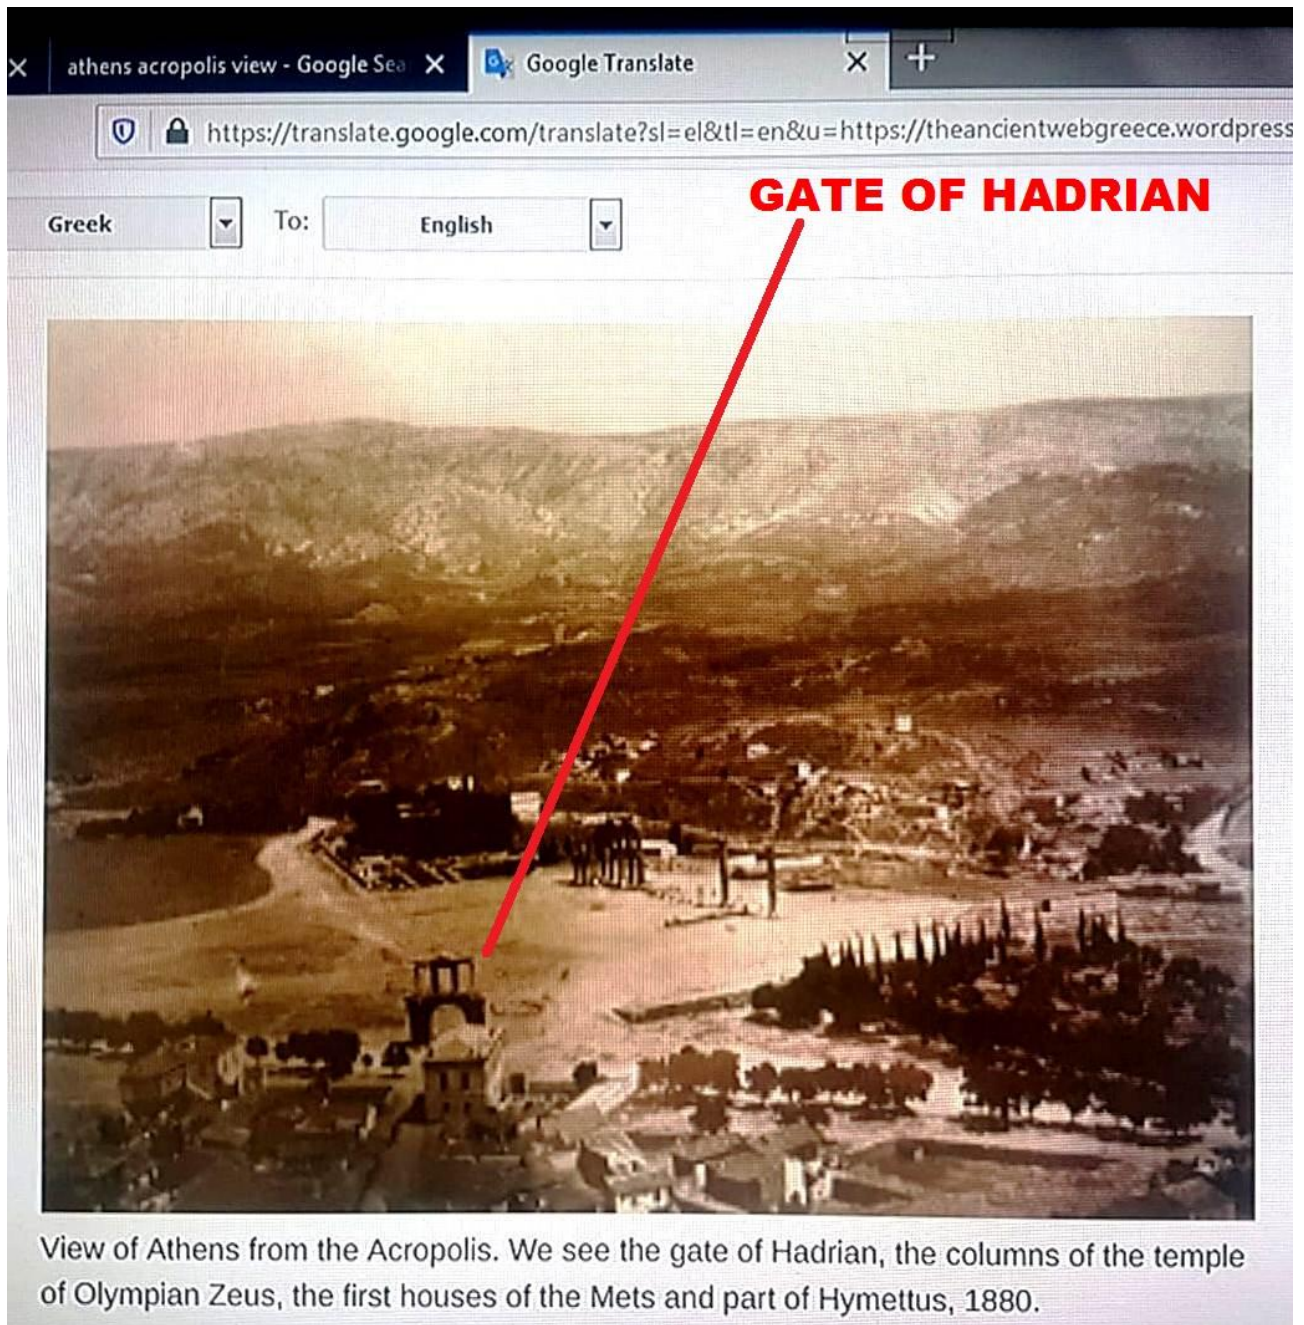 athens acropolis view - Google Sea
Google Translate
https://translate.google.com/translate?sl=el&tl=en&u=https://theancientwebgreece.wordpress
GATE OF HADRIAN
Greek To: English
View of Athens from the Acropolis. We see the gate of Hadrian, the columns of the temple
of Olympian Zeus, the first houses of the Mets and part of Hymettus, 1880.